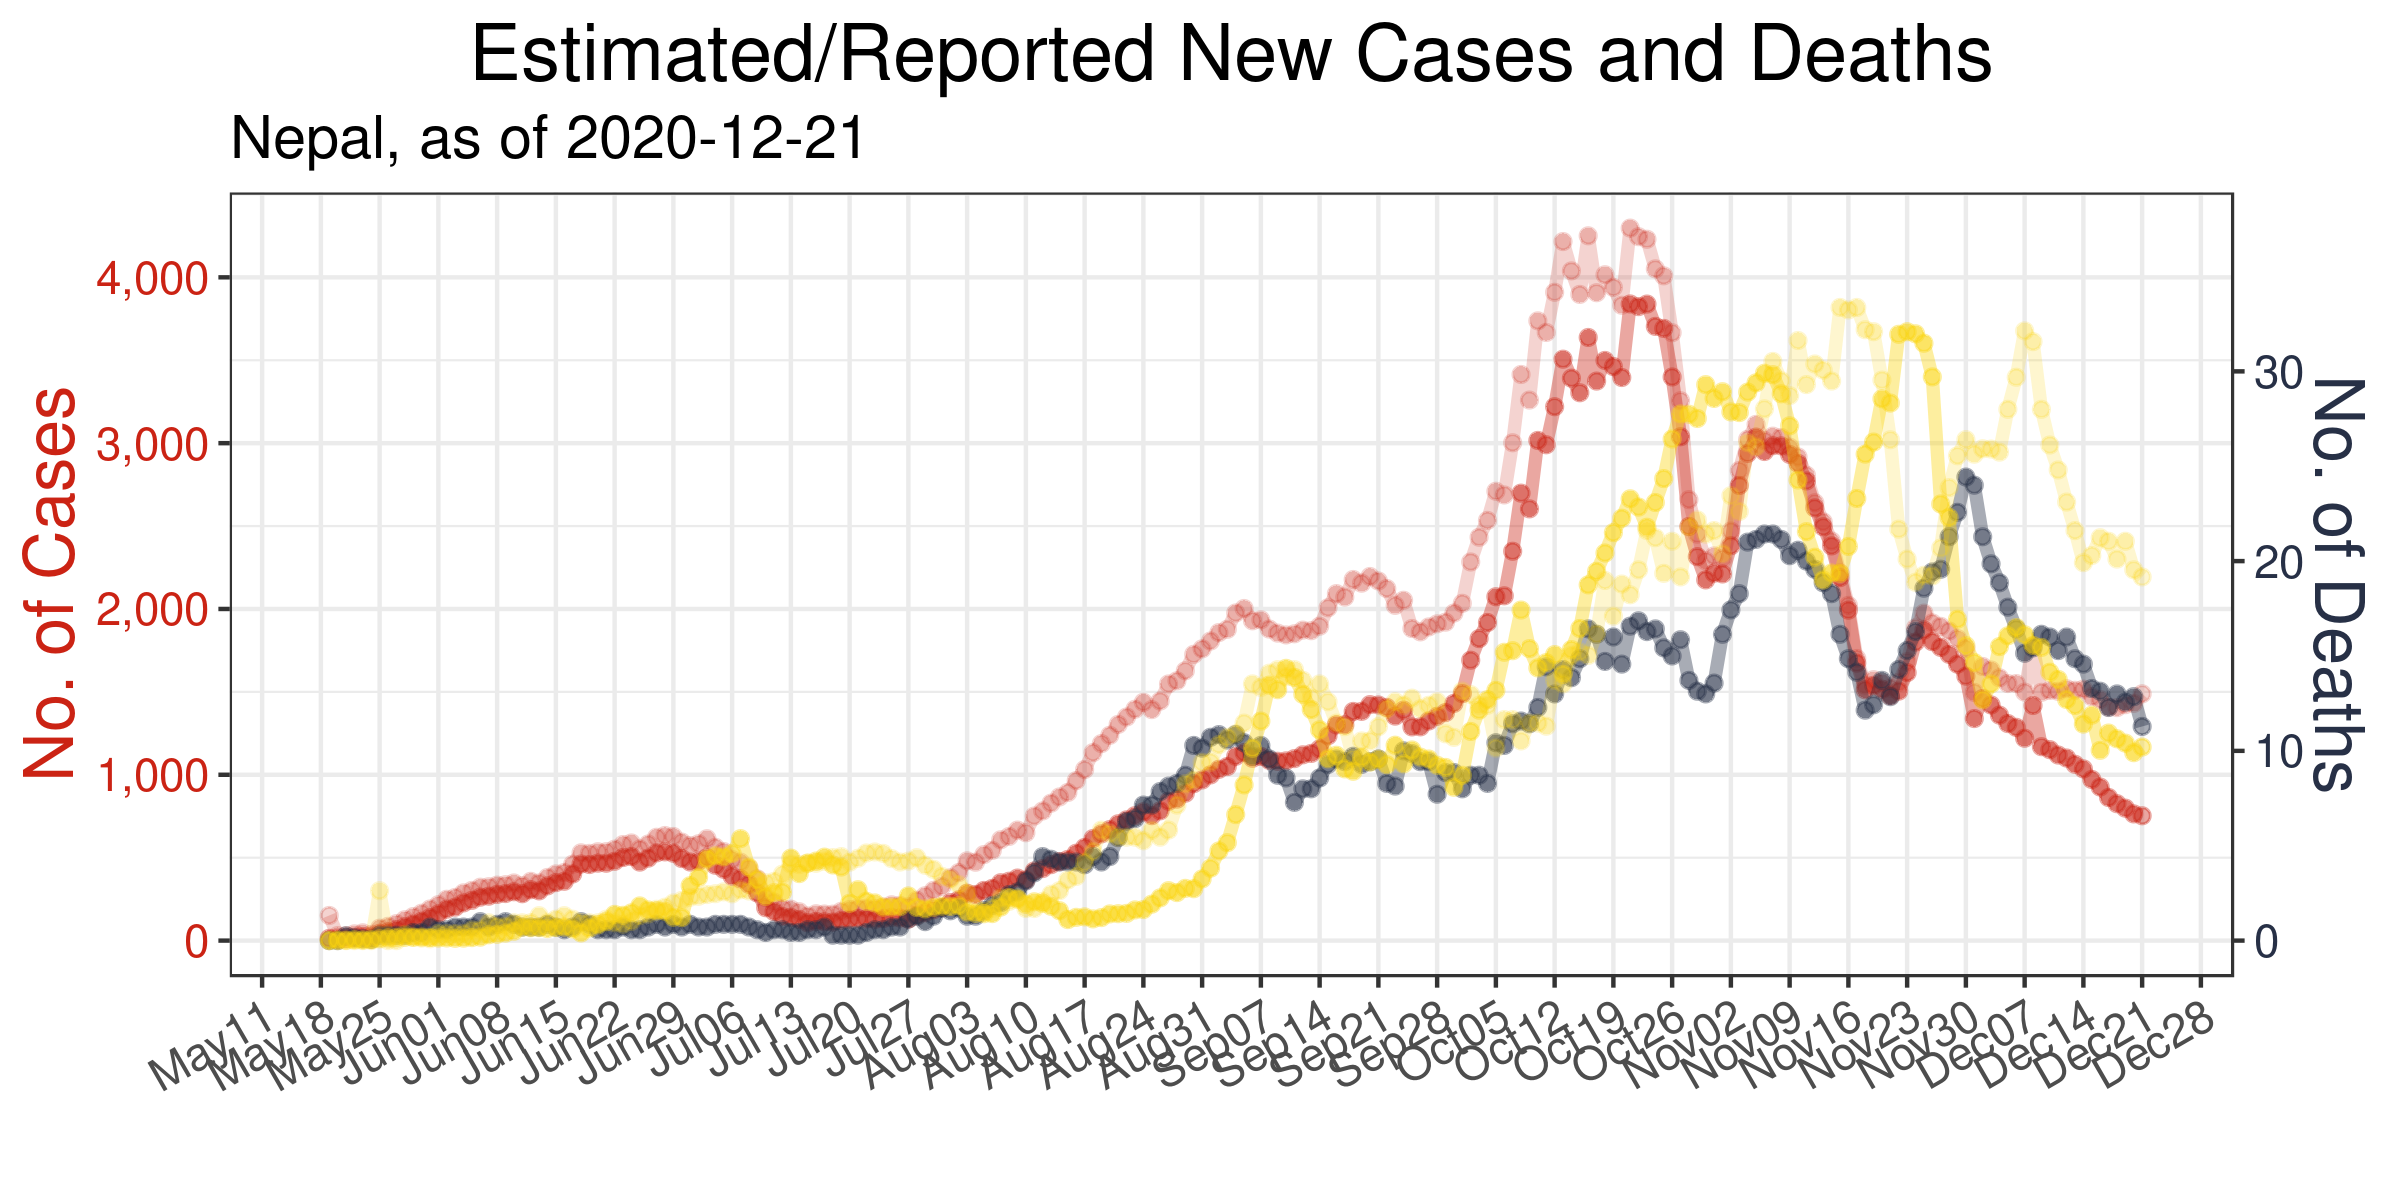 Estimated/Reported New Cases and Deaths
Nepal, as of 2020-12-21
No. of Cases
4,000
3,000
2,000
1,000
0
30
20
10
0
No. of Deaths
May11
May18
May25
Jun01
Jun08
Jun15
Jun22
Jun29
Jul06
Jul13
Jul20
Jul27
Aug03
Aug10
Aug17
Aug24
Aug31
Sep07
Sep14
Sep21
Sep28
Oct05
Oct12
Oct19
Oct26
Nov02
Nov09
Nov16
Nov23
Nov30
Dec07
Dec14
Dec21
Dec28